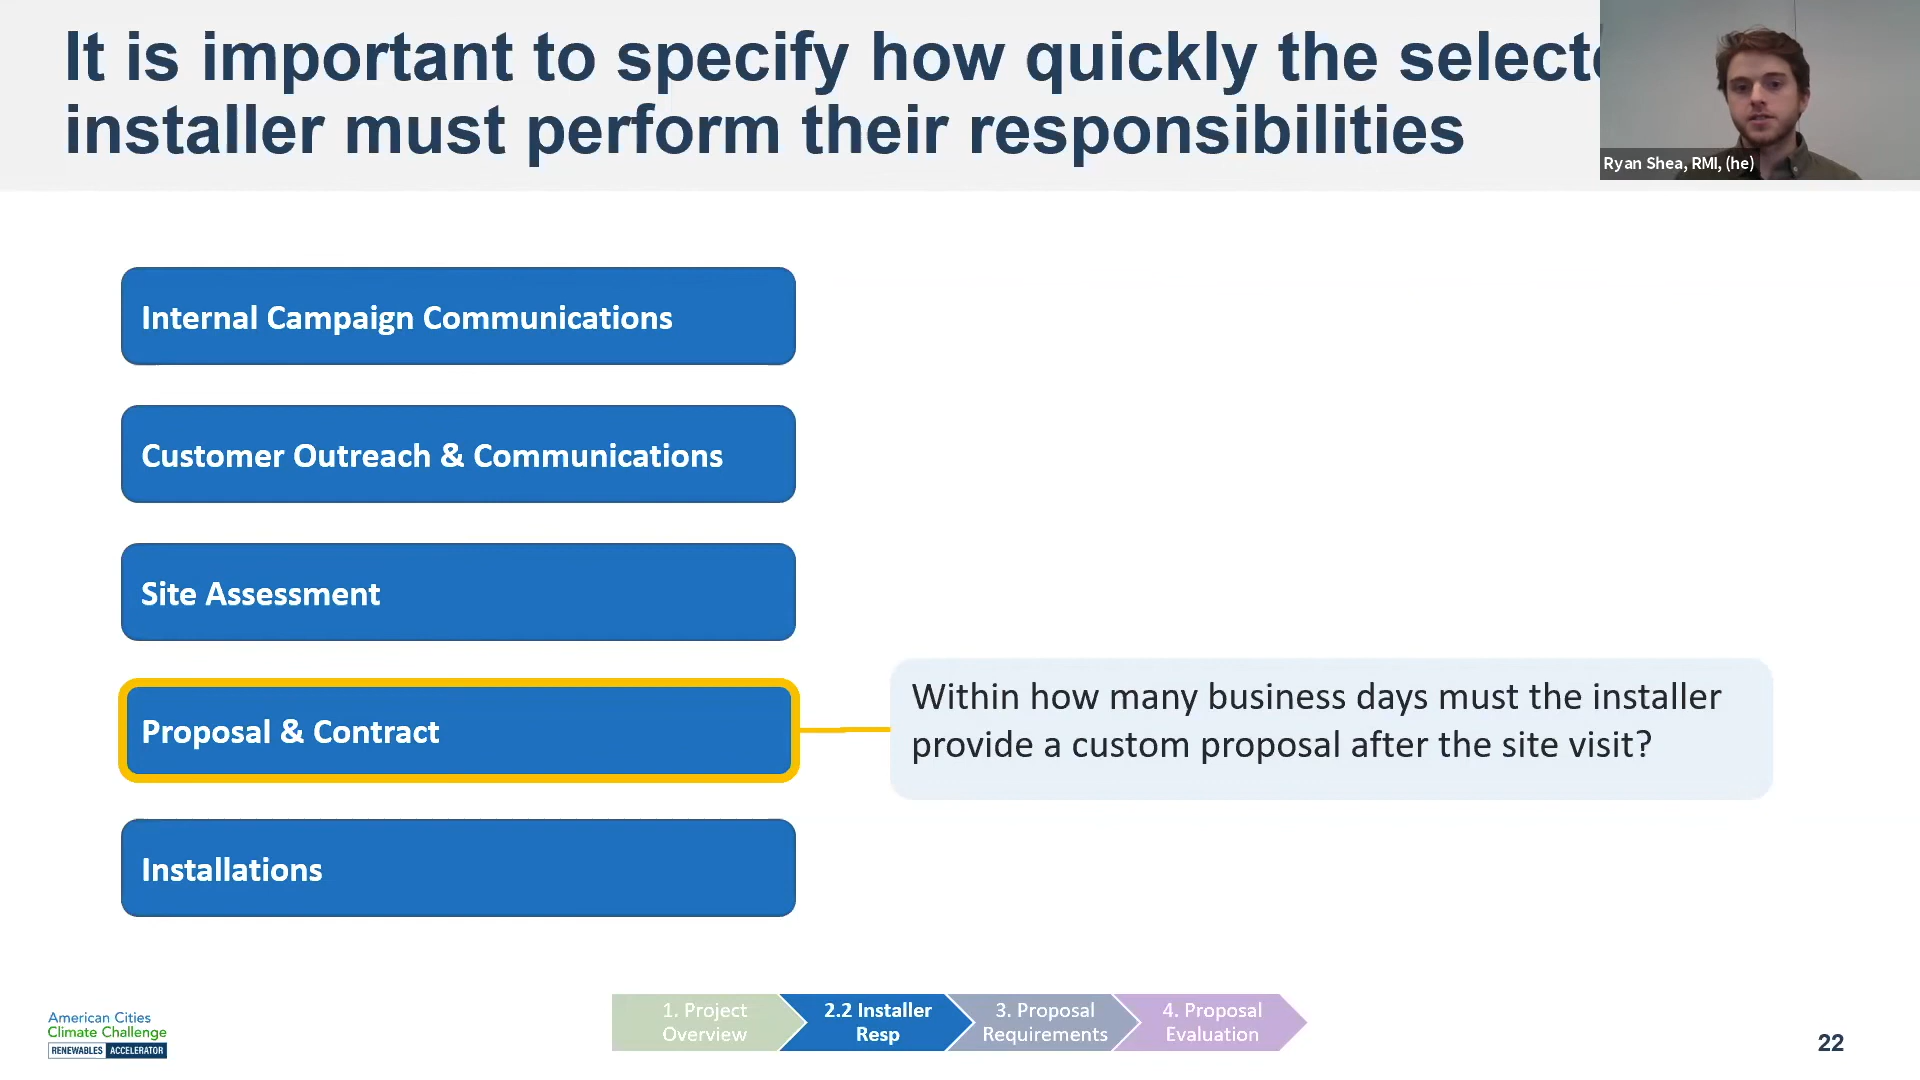 It is important to specify how quickly the
installer must perform their responsibilities
Ryan Shea, RMI, (he)
Internal Campaign Communications
Customer Outreach & Communications
Site Assessment
Proposal & Contract
Within how many business days must the installer
provide a custom proposal after the site visit?
Installations
American Cities
Climate Challenge
RENEWABLES ACCELERATOR
1. Project
Overview
2.2 Installer
Resp
3. Proposal
Requirements
4. Proposal
Evaluation
22